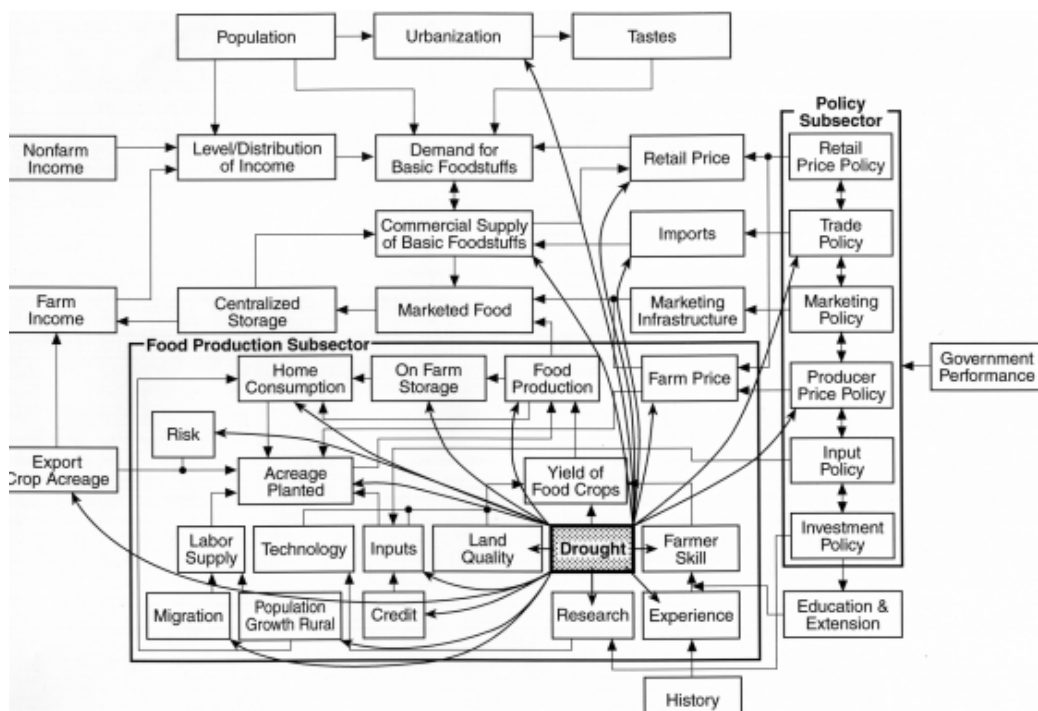 Population
Urbanization
Tastes
Policy
Subsector
Nonfarm
Income
Level/Distribution
of Income
Demand for
Basic Foodstuffs
Retail Price
Retail
Price Policy
Commercial Supply
of Basic Foodstuffs
Imports
Trade
Policy
Farm
Income
Centralized
Storage
Marketed Food
Marketing
Infrastructure
Marketing
Policy
Food Production Subsector
Home
Consumption
On Farm
Storage
Food
Production
Farm Price
Producer
Price Policy
Government
Performance
Risk
Export
Crop Acreage
Acreage
Planted
Yield of
Food Crops
Input
Policy
Labor
Supply
Technology
Inputs
Land
Quality
Drought
Farmer
Skill
Investment
Policy
Migration
Population
Growth Rural
Credit
Research
Experience
Education &
Extension
History